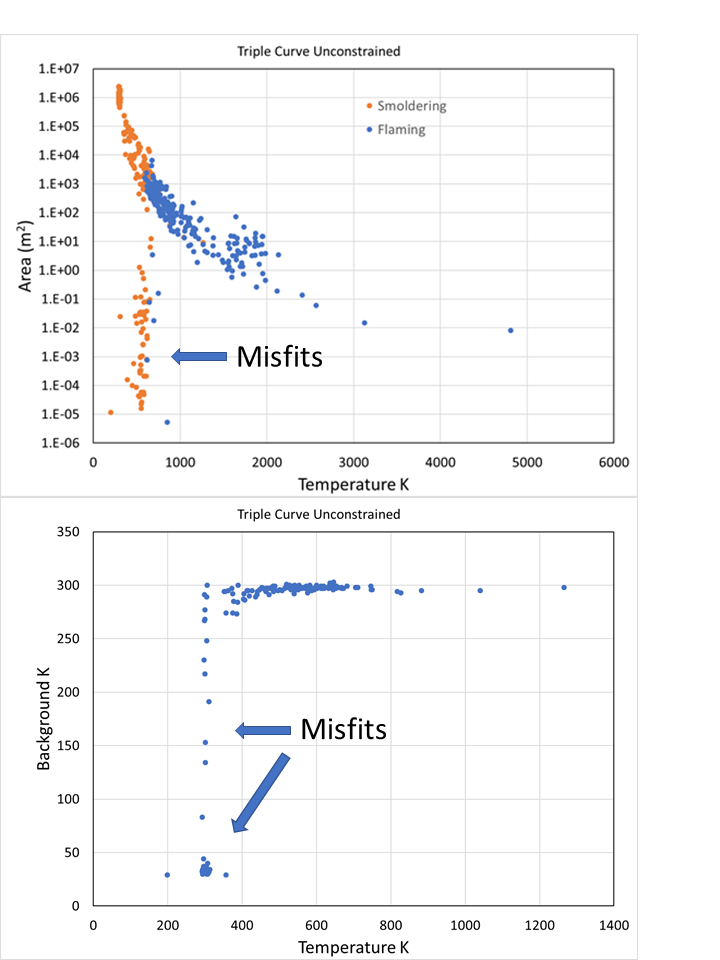 Triple Curve Unconstrained
1.E+07
1.E+06
1.E+05
1.E+04
1.E+03
1.E+02
1.E+01
1.E+00
1.E-01
1.E-02
1.E-03
1.E-04
1.E-05
1.E-06
Area (m²)
Smoldering
Flaming
Misfits
0 1000 2000 3000 4000 5000 6000
Temperature K
Triple Curve Unconstrained
350
300
250
200
150
100
50
0
Background K
Misfits
0 200 400 600 800 1000 1200 1400
Temperature K